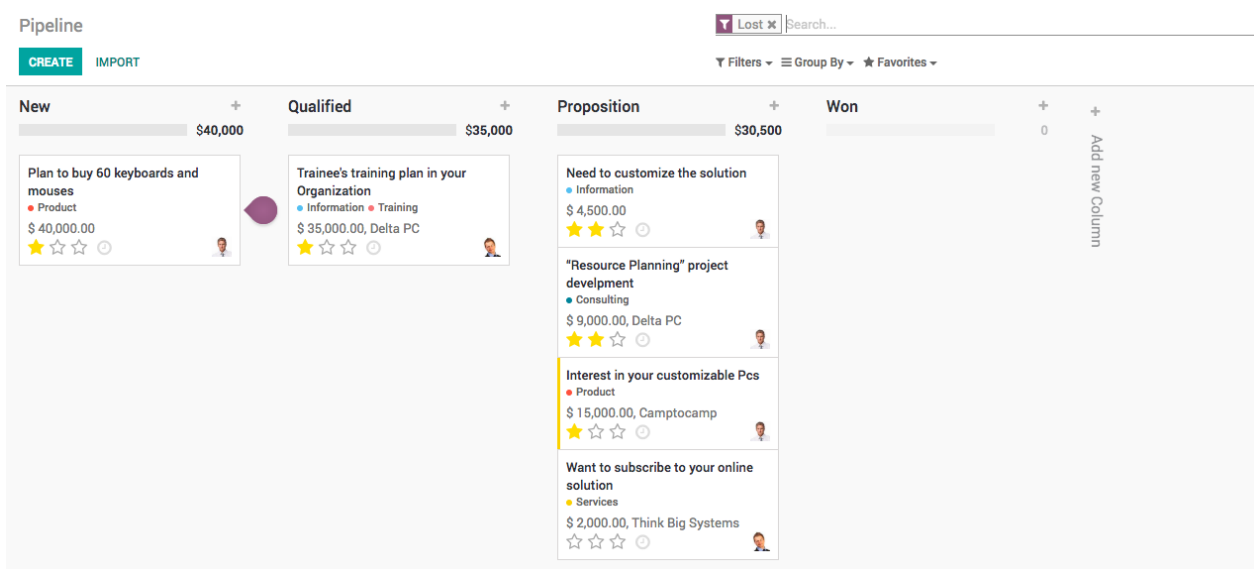 Pipeline
Lost ×
Search...
CREATE
IMPORT
Filters
Group By
Favorites
New +
$40,000
Plan to buy 60 keyboards and
mouses
Product
$ 40,000.00
Qualified +
$35,000
Trainee's training plan in your
Organization
Information Training
$ 35,000.00, Delta PC
Proposition +
$30,500
Need to customize the solution
Information
$ 4,500.00
“Resource Planning” project
develpment
Consulting
$ 9,000.00, Delta PC
Interest in your customizable Pcs
Product
$ 15,000.00, Camptocamp
Want to subscribe to your online
solution
Services
$ 2,000.00, Think Big Systems
Won +
0
+
Add new Column